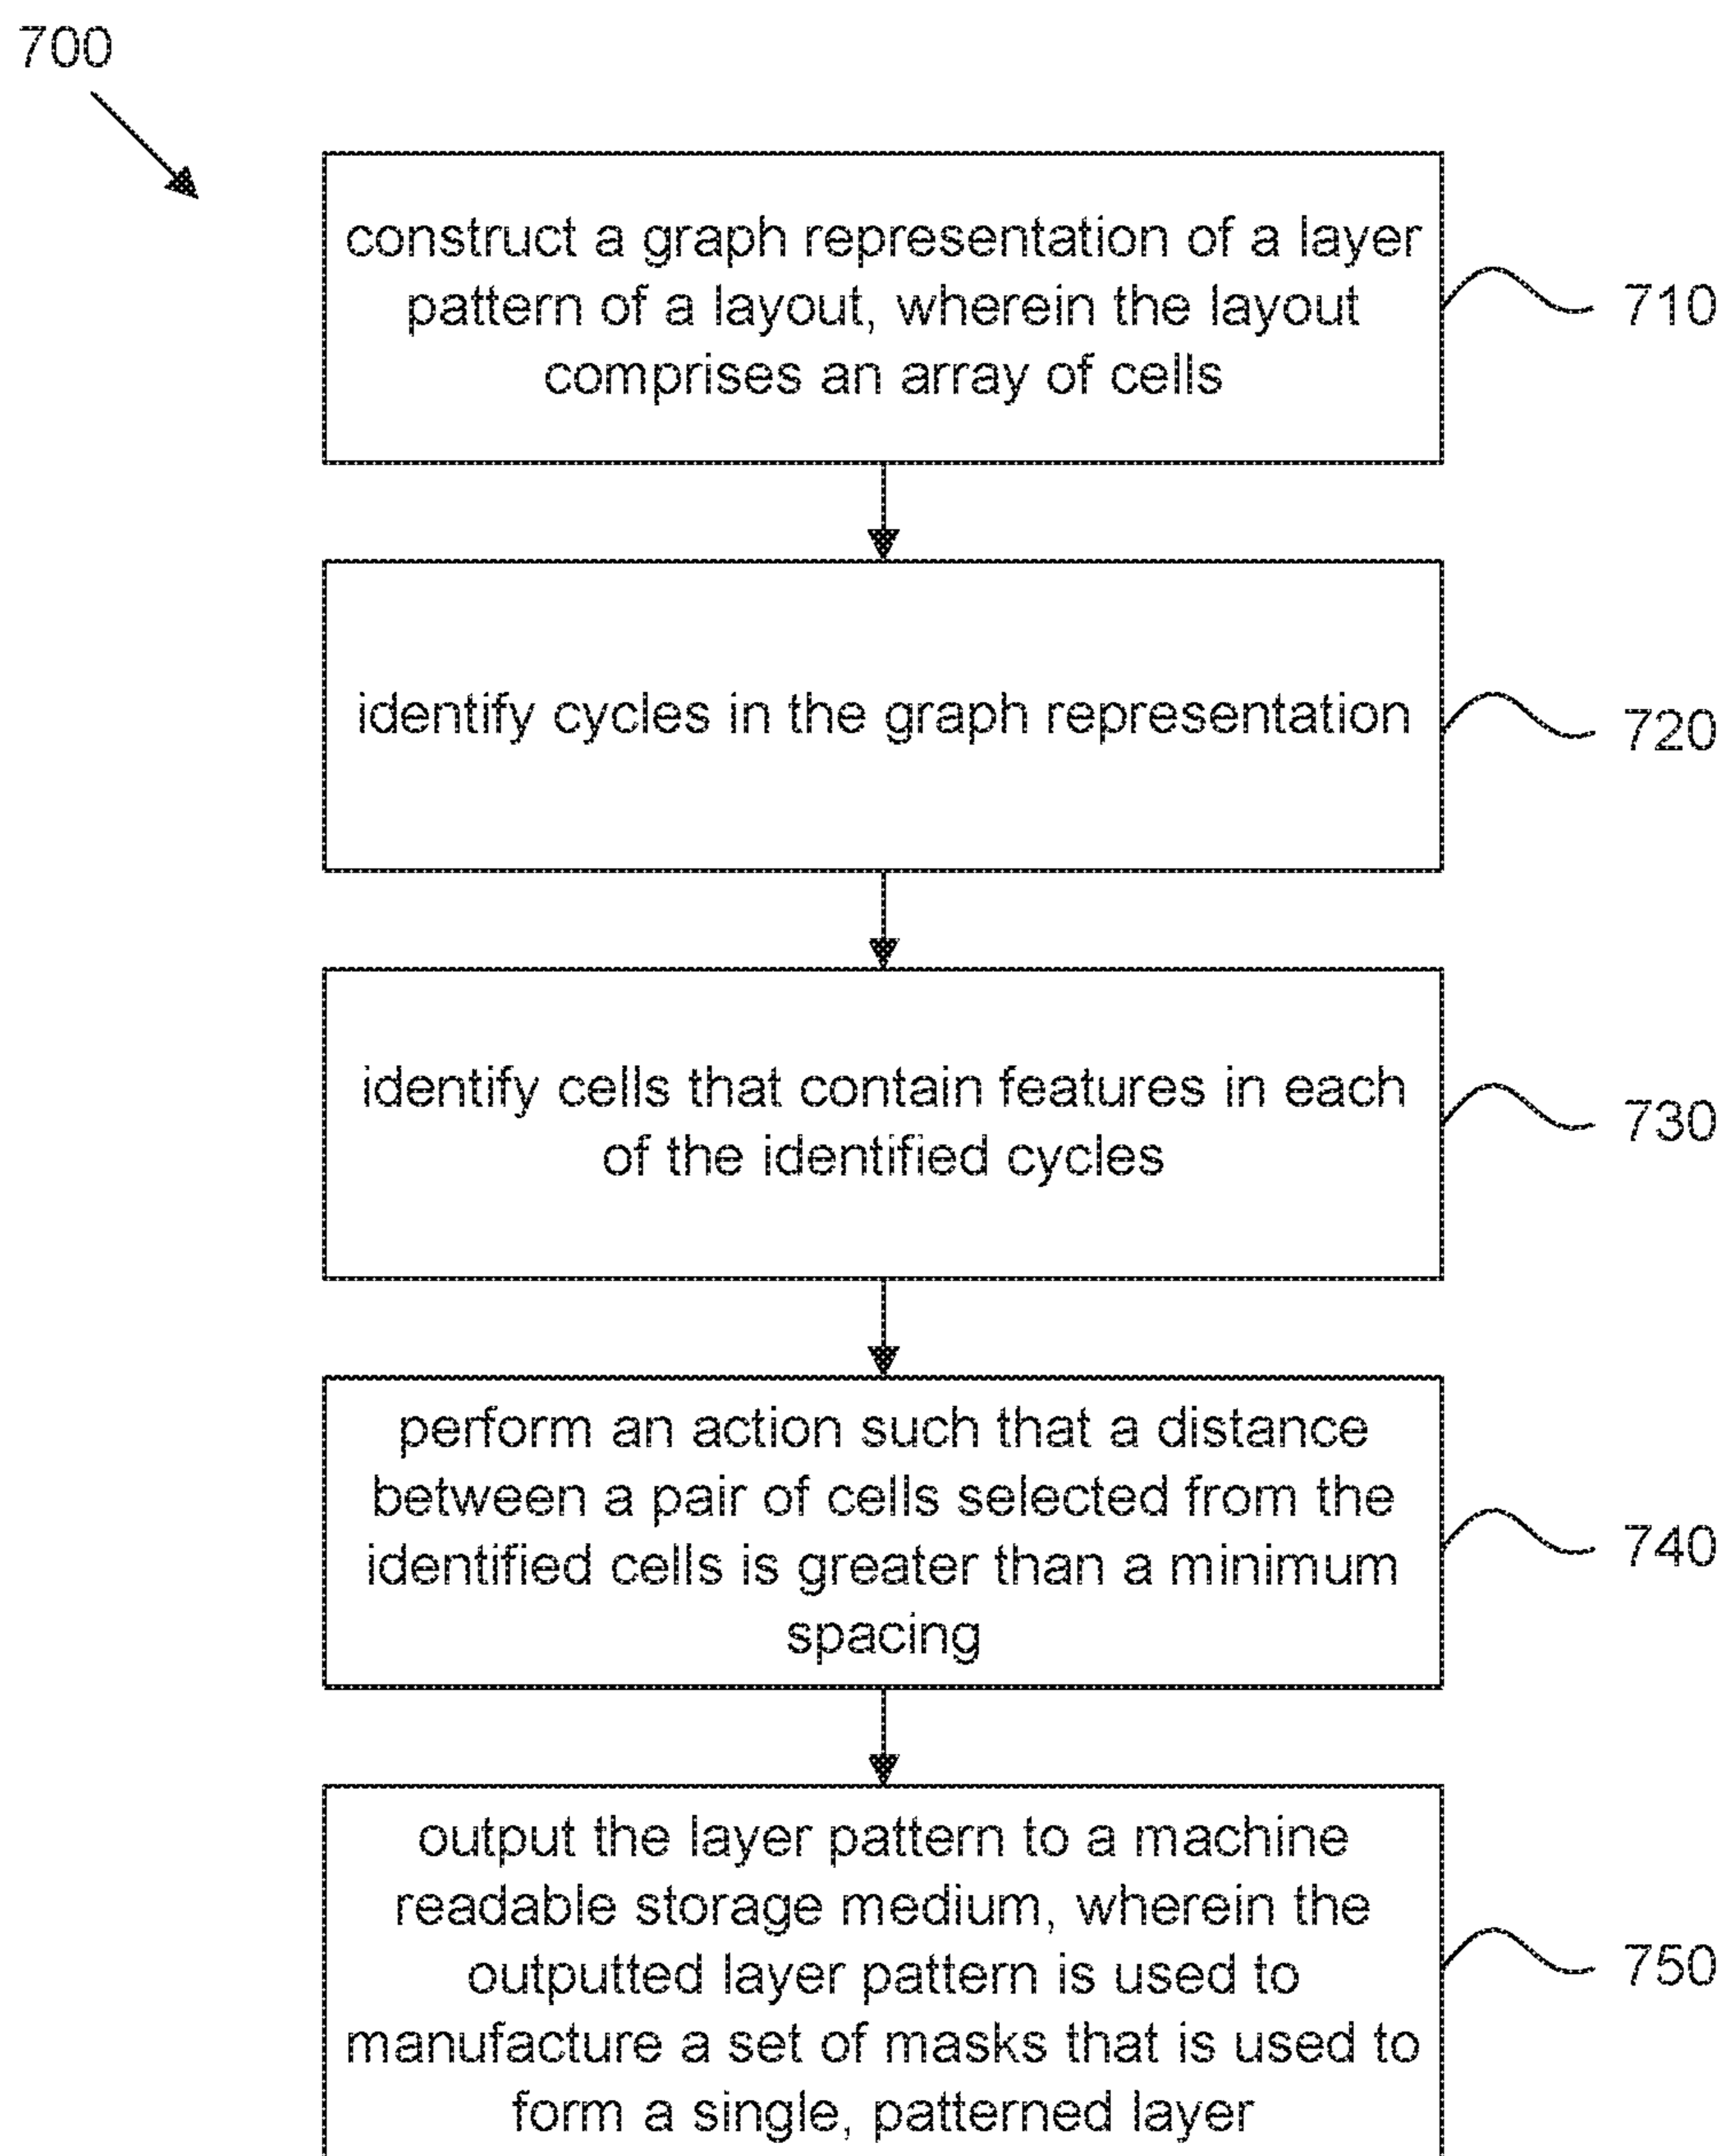 700
construct a graph representation of a layer
pattern of a layout, wherein the layout
comprises an array of cells
710
identify cycles in the graph representation
720
identify cells that contain features in each
of the identified cycles
730
perform an action such that a distance
between a pair of cells selected from the
identified cells is greater than a minimum
spacing
740
output the layer pattern to a machine
readable storage medium, wherein the
outputted layer pattern is used to
manufacture a set of masks that is used to
form a single, patterned layer
750